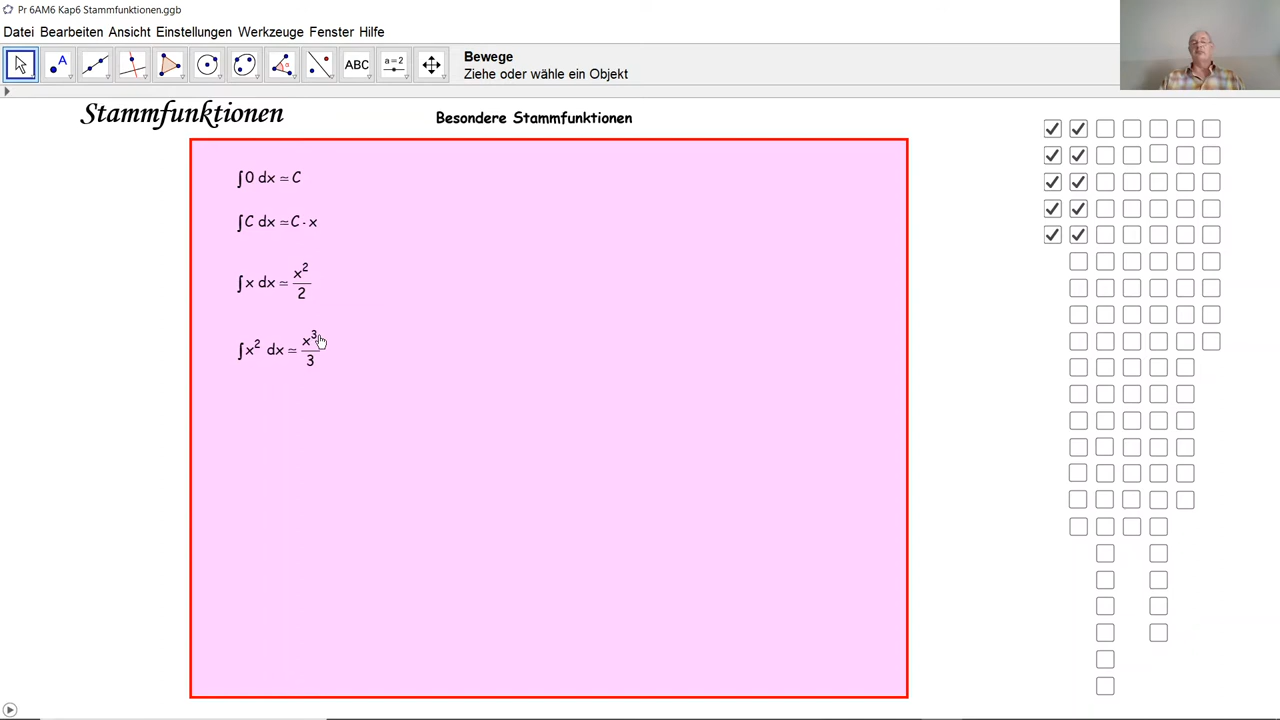 Pr 6AM6 Kap6 Stammfunktionen.ggb
Datei Bearbeiten Ansicht Einstellungen Werkzeuge Fenster Hilfe
A
ABC
a=2
Bewege
Ziehe oder wähle ein Objekt
Stammfunktionen
Besondere Stammfunktionen
∫0 dx ≃ C
∫C dx ≃ C · x
∫x dx ≃ x²/2
∫x² dx ≃ x³/3